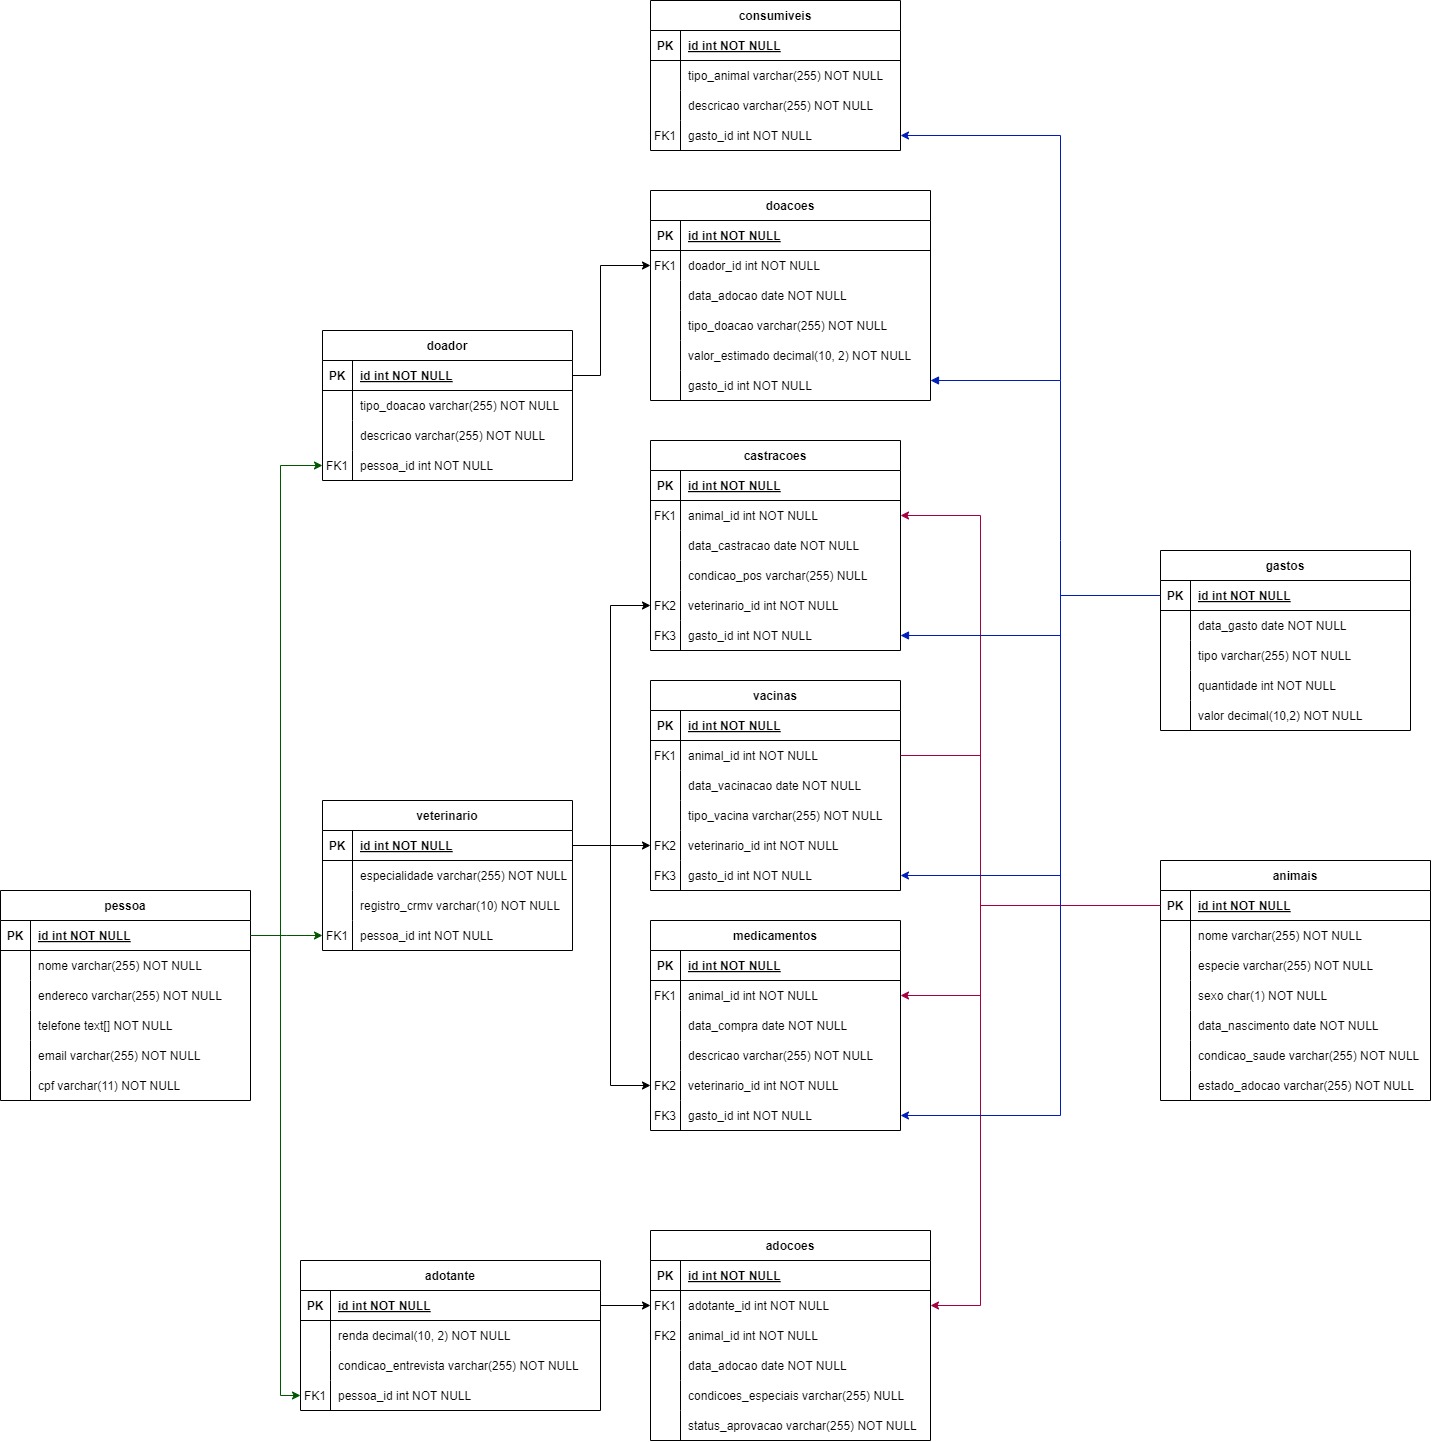 consumiveis
PK id int NOT NULL
tipo_animal varchar(255) NOT NULL
descricao varchar(255) NOT NULL
FK1 gasto_id int NOT NULL
doacoes
PK id int NOT NULL
FK1 doador_id int NOT NULL
data_adocao date NOT NULL
tipo_doacao varchar(255) NOT NULL
valor_estimado decimal(10, 2) NOT NULL
gasto_id int NOT NULL
doador
PK id int NOT NULL
tipo_doacao varchar(255) NOT NULL
descricao varchar(255) NOT NULL
FK1 pessoa_id int NOT NULL
castracoes
PK id int NOT NULL
FK1 animal_id int NOT NULL
data_castracao date NOT NULL
condicao_pos varchar(255) NULL
FK2 veterinario_id int NOT NULL
FK3 gasto_id int NOT NULL
gastos
PK id int NOT NULL
data_gasto date NOT NULL
tipo varchar(255) NOT NULL
quantidade int NOT NULL
valor decimal(10,2) NOT NULL
vacinas
PK id int NOT NULL
FK1 animal_id int NOT NULL
data_vacinacao date NOT NULL
tipo_vacina varchar(255) NOT NULL
FK2 veterinario_id int NOT NULL
FK3 gasto_id int NOT NULL
veterinario
PK id int NOT NULL
especialidade varchar(255) NOT NULL
registro_crmv varchar(10) NOT NULL
FK1 pessoa_id int NOT NULL
pessoa
PK id int NOT NULL
nome varchar(255) NOT NULL
endereco varchar(255) NOT NULL
telefone text[] NOT NULL
email varchar(255) NOT NULL
cpf varchar(11) NOT NULL
medicamentos
PK id int NOT NULL
FK1 animal_id int NOT NULL
data_compra date NOT NULL
descricao varchar(255) NOT NULL
FK2 veterinario_id int NOT NULL
FK3 gasto_id int NOT NULL
animais
PK id int NOT NULL
nome varchar(255) NOT NULL
especie varchar(255) NOT NULL
sexo char(1) NOT NULL
data_nascimento date NOT NULL
condicao_saude varchar(255) NOT NULL
estado_adocao varchar(255) NOT NULL
adotante
PK id int NOT NULL
renda decimal(10, 2) NOT NULL
condicao_entrevista varchar(255) NOT NULL
FK1 pessoa_id int NOT NULL
adocoes
PK id int NOT NULL
FK1 adotante_id int NOT NULL
FK2 animal_id int NOT NULL
data_adocao date NOT NULL
condicoes_especiais varchar(255) NULL
status_aprovacao varchar(255) NOT NULL